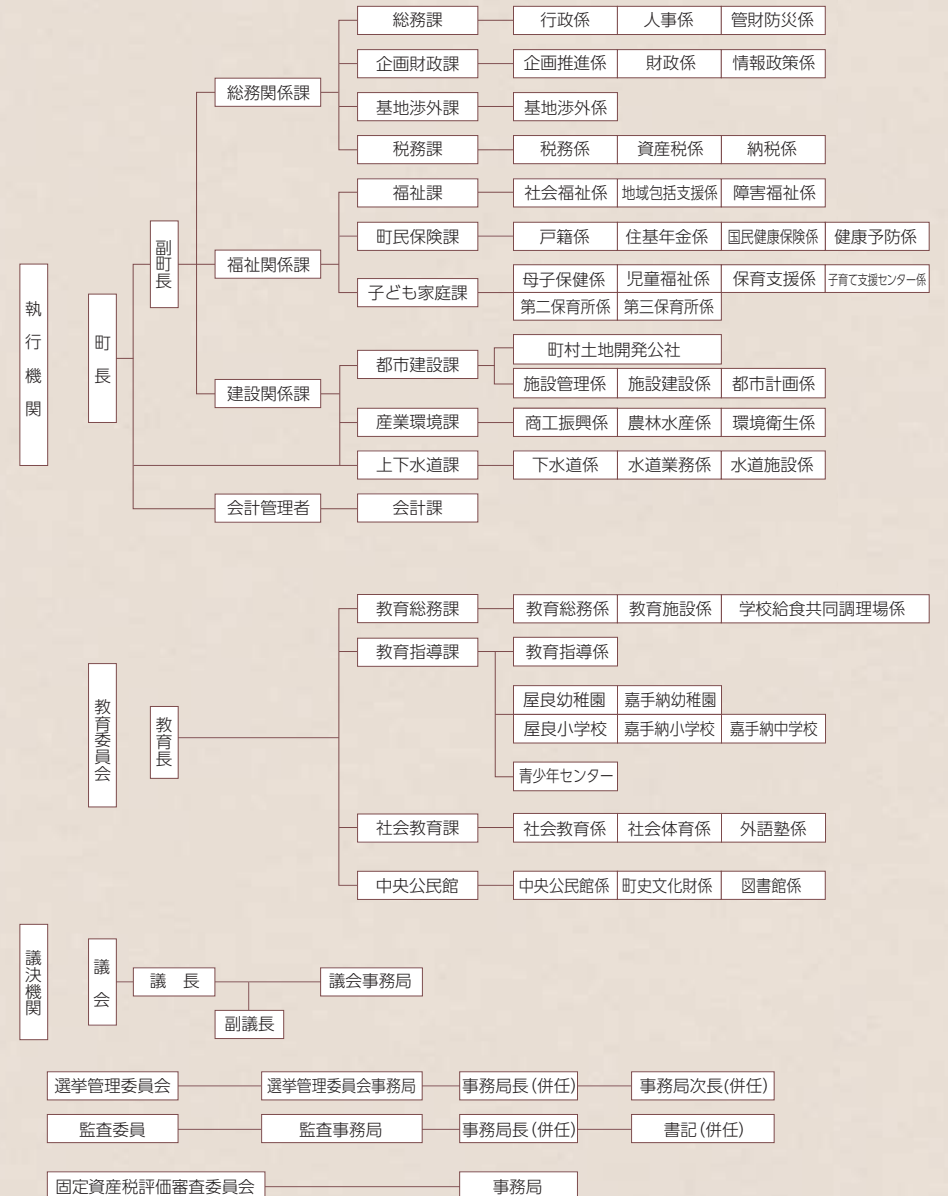 執行機関
町長
副町長
総務関係課
総務課 行政係 人事係 管財防災係
企画財政課 企画推進係 財政係 情報政策係
基地渉外課 基地渉外係
税務課 税務係 資産税係 納税係
福祉関係課
福祉課 社会福祉係 地域包括支援係 障害福祉係
町民保険課 戸籍係 住基年金係 国民健康保険係 健康予防係
子ども家庭課 母子保健係 児童福祉係 保育支援係 子育て支援センター係
第二保育所係 第三保育所係
建設関係課
都市建設課 町村土地開発公社
施設管理係 施設建設係 都市計画係
産業環境課 商工振興係 農林水産係 環境衛生係
上下水道課 下水道係 水道業務係 水道施設係
会計管理者 会計課
教育委員会
教育長
教育総務課 教育総務係 教育施設係 学校給食共同調理場係
教育指導課 教育指導係
屋良幼稚園 嘉手納幼稚園
屋良小学校 嘉手納小学校 嘉手納中学校
青少年センター
社会教育課 社会教育係 社会体育係 外語塾係
中央公民館 中央公民館係 町史文化財係 図書館係
議決機関
議会
議 長 議会事務局
副議長
選挙管理委員会 選挙管理委員会事務局 事務局長(併任) 事務局次長(併任)
監査委員 監査事務局 事務局長(併任) 書記(併任)
固定資産税評価審査委員会 事務局